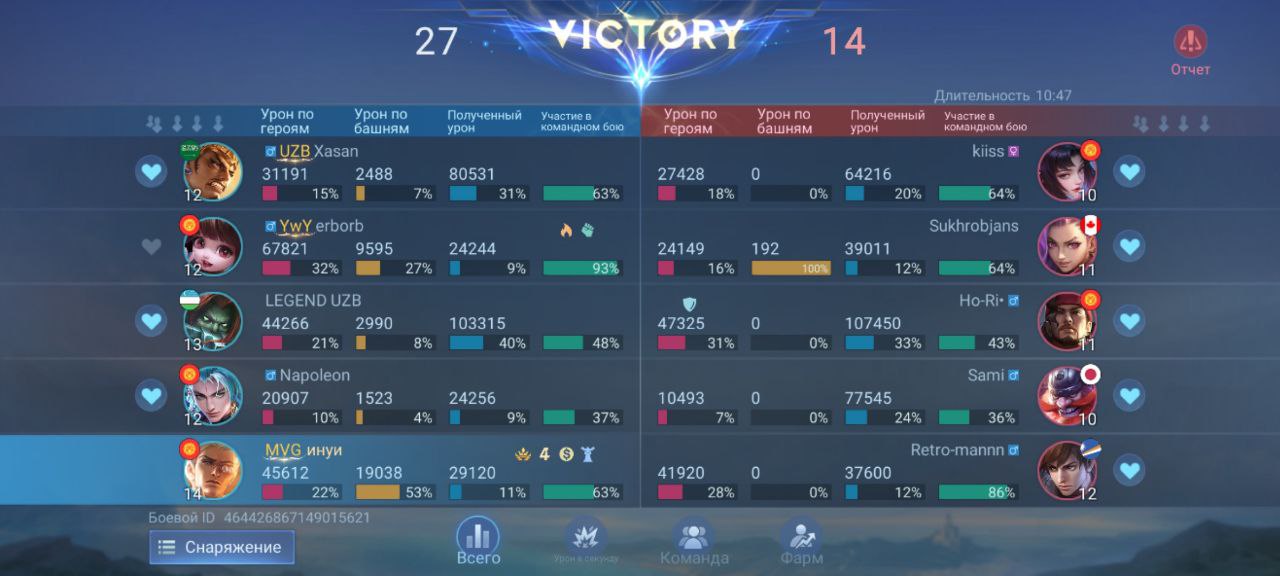 27 VICTORY 14
Отчет
Длительность 10:47
Урон по героям Урон по башням Полученный урон Участие в командном бою Урон по героям Урон по башням Полученный урон Участие в командном бою
UZB Xasan
31191 2488 80531
12 15% 7% 31% 63%
kiiss
27428 0 64216
18% 0% 20% 64% 10
YwY erborb
67821 9595 24244
12 32% 27% 9% 93%
Sukhrobjans
24149 192 39011
16% 100% 12% 64% 11
LEGEND UZB
44266 2990 103315
13 21% 8% 40% 48%
Ho-Ri•
47325 0 107450
31% 0% 33% 43% 11
Napoleon
20907 1523 24256
12 10% 4% 9% 37%
Sami
10493 0 77545
7% 0% 24% 36% 10
MVG инуи 4
45612 19038 29120
14 22% 53% 11% 63%
Retro-mannn
41920 0 37600
28% 0% 12% 86% 12
Боевой ID 464426867149015621
Снаряжение
Всего Урон в секунду Команда Фарм